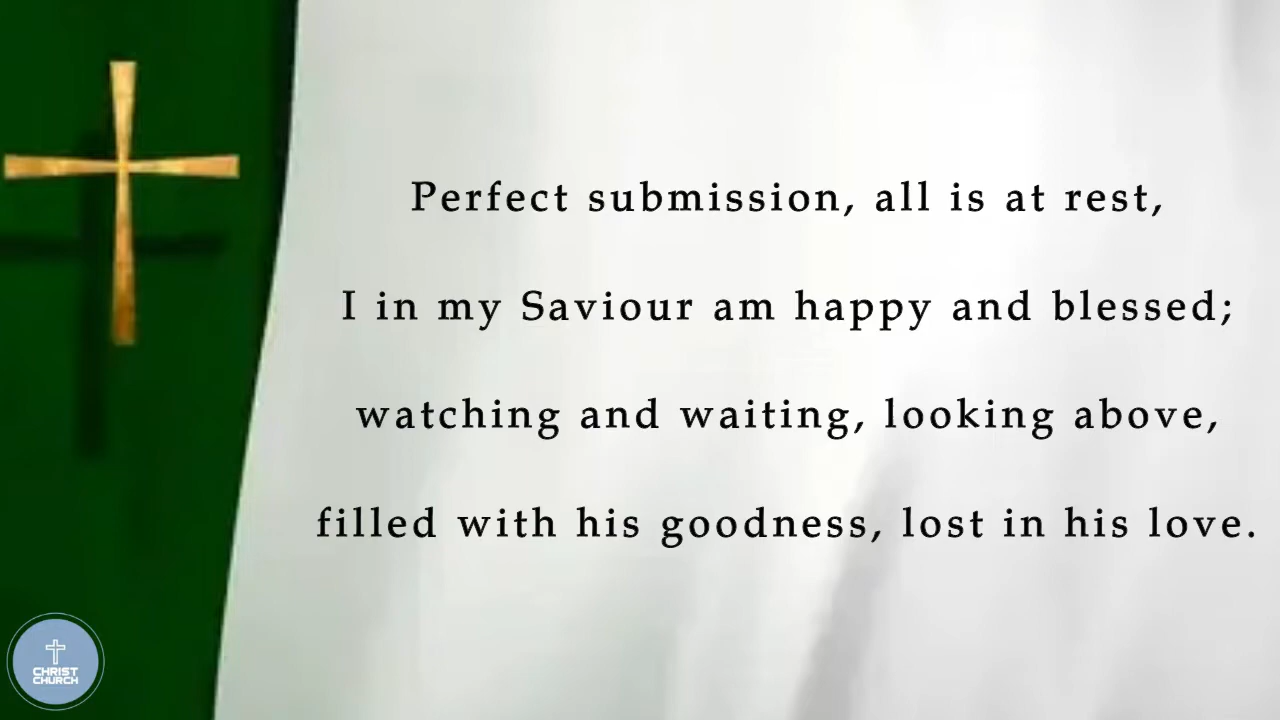 Perfect submission, all is at rest,
I in my Saviour am happy and blessed;
watching and waiting, looking above,
filled with his goodness, lost in his love.
CHRIST
CHURCH